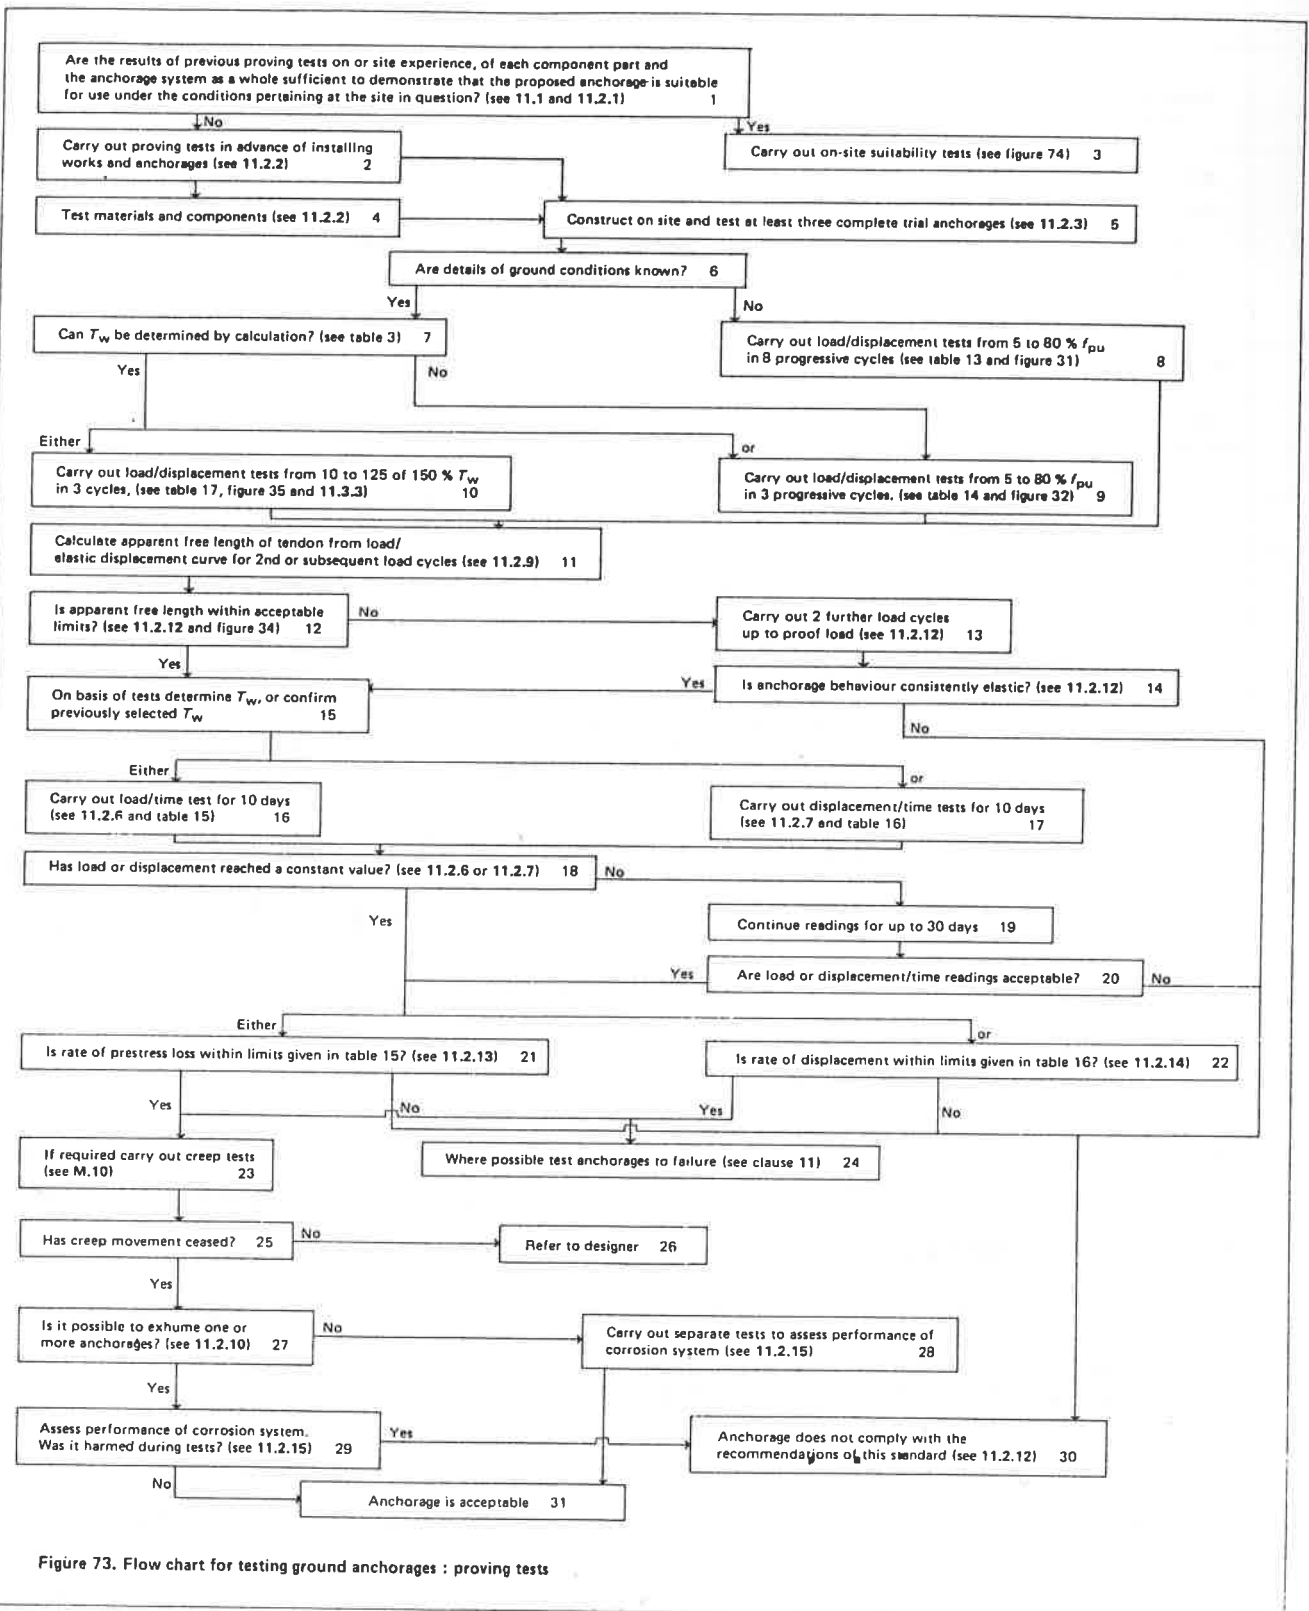 Are the results of previous proving tests on or site experience, of each component part and
the anchorage system as a whole sufficient to demonstrate that the proposed anchorage is suitable
for use under the conditions pertaining at the site in question? (see 11.1 and 11.2.1) 1
No
Yes
Carry out proving tests in advance of installing
works and anchorages (see 11.2.2) 2
Carry out on-site suitability tests (see figure 74) 3
Test materials and components (see 11.2.2) 4
Construct on site and test at least three complete trial anchorages (see 11.2.3) 5
Are details of ground conditions known? 6
Yes
No
Can Tw be determined by calculation? (see table 3) 7
Carry out load/displacement tests from 5 to 80 % fpu
in 8 progressive cycles (see table 13 and figure 31) 8
Yes
No
Either
or
Carry out load/displacement tests from 10 to 125 of 150 % Tw
in 3 cycles, (see table 17, figure 35 and 11.3.3) 10
Carry out load/displacement tests from 5 to 80 % fpu
in 3 progressive cycles. (see table 14 and figure 32) 9
Calculate apparent free length of tendon from load/
elastic displacement curve for 2nd or subsequent load cycles (see 11.2.9) 11
Is apparent free length within acceptable
limits? (see 11.2.12 and figure 34) 12
No
Carry out 2 further load cycles
up to proof load (see 11.2.12) 13
Yes
On basis of tests determine Tw, or confirm
previously selected Tw 15
Yes
Is anchorage behaviour consistently elastic? (see 11.2.12) 14
No
Either
or
Carry out load/time test for 10 days
(see 11.2.6 and table 15) 16
Carry out displacement/time tests for 10 days
(see 11.2.7 and table 16) 17
Has load or displacement reached a constant value? (see 11.2.6 or 11.2.7) 18
No
Yes
Continue readings for up to 30 days 19
Yes
Are load or displacement/time readings acceptable? 20
No
Either
or
Is rate of prestress loss within limits given in table 15? (see 11.2.13) 21
Is rate of displacement within limits given in table 16? (see 11.2.14) 22
Yes
No
Yes
No
If required carry out creep tests
(see M.10) 23
Where possible test anchorages to failure (see clause 11) 24
Has creep movement ceased? 25
No
Refer to designer 26
Yes
Is it possible to exhume one or
more anchorages? (see 11.2.10) 27
No
Carry out separate tests to assess performance of
corrosion system (see 11.2.15) 28
Yes
Assess performance of corrosion system.
Was it harmed during tests? (see 11.2.15) 29
Yes
Anchorage does not comply with the
recommendations of this standard (see 11.2.12) 30
No
Anchorage is acceptable 31
Figure 73. Flow chart for testing ground anchorages : proving tests